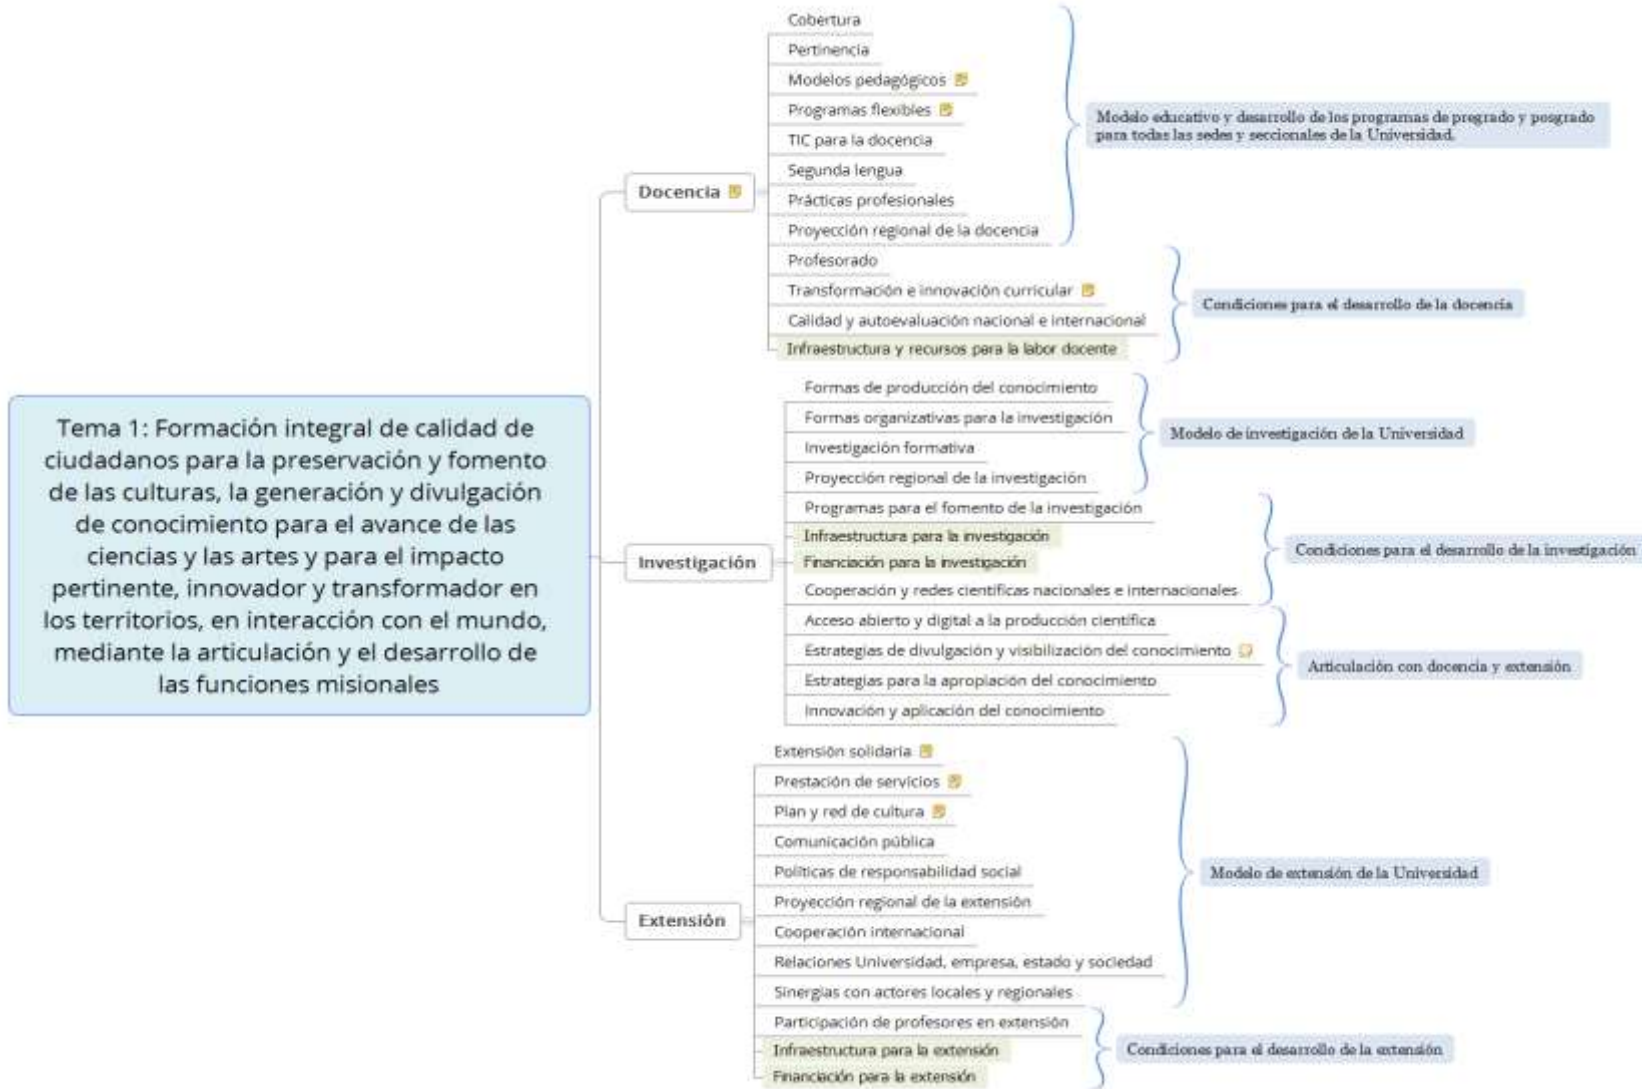 Tema 1: Formación integral de calidad de
ciudadanos para la preservación y fomento
de las culturas, la generación y divulgación
de conocimiento para el avance de las
ciencias y las artes y para el impacto
pertinente, innovador y transformador en
los territorios, en interacción con el mundo,
mediante la articulación y el desarrollo de
las funciones misionales
Docencia
Cobertura
Pertinencia
Modelos pedagógicos
Programas flexibles
TIC para la docencia
Segunda lengua
Prácticas profesionales
Proyección regional de la docencia
Modelo educativo y desarrollo de los programas de pregrado y posgrado
para todas las sedes y seccionales de la Universidad.
Profesorado
Transformación e innovación curricular
Calidad y autoevaluación nacional e internacional
Infraestructura y recursos para la labor docente
Condiciones para el desarrollo de la docencia
Investigación
Formas de producción del conocimiento
Formas organizativas para la investigación
Investigación formativa
Proyección regional de la investigación
Modelo de investigación de la Universidad
Programas para el fomento de la investigación
Infraestructura para la investigación
Financiación para la investigación
Cooperación y redes científicas nacionales e internacionales
Condiciones para el desarrollo de la investigación
Acceso abierto y digital a la producción científica
Estrategias de divulgación y visibilización del conocimiento
Estrategias para la apropiación del conocimiento
Innovación y aplicación del conocimiento
Articulación con docencia y extensión
Extensión
Extensión solidaria
Prestación de servicios
Plan y red de cultura
Comunicación pública
Políticas de responsabilidad social
Proyección regional de la extensión
Cooperación internacional
Relaciones Universidad, empresa, estado y sociedad
Sinergias con actores locales y regionales
Modelo de extensión de la Universidad
Participación de profesores en extensión
Infraestructura para la extensión
Financiación para la extensión
Condiciones para el desarrollo de la extensión